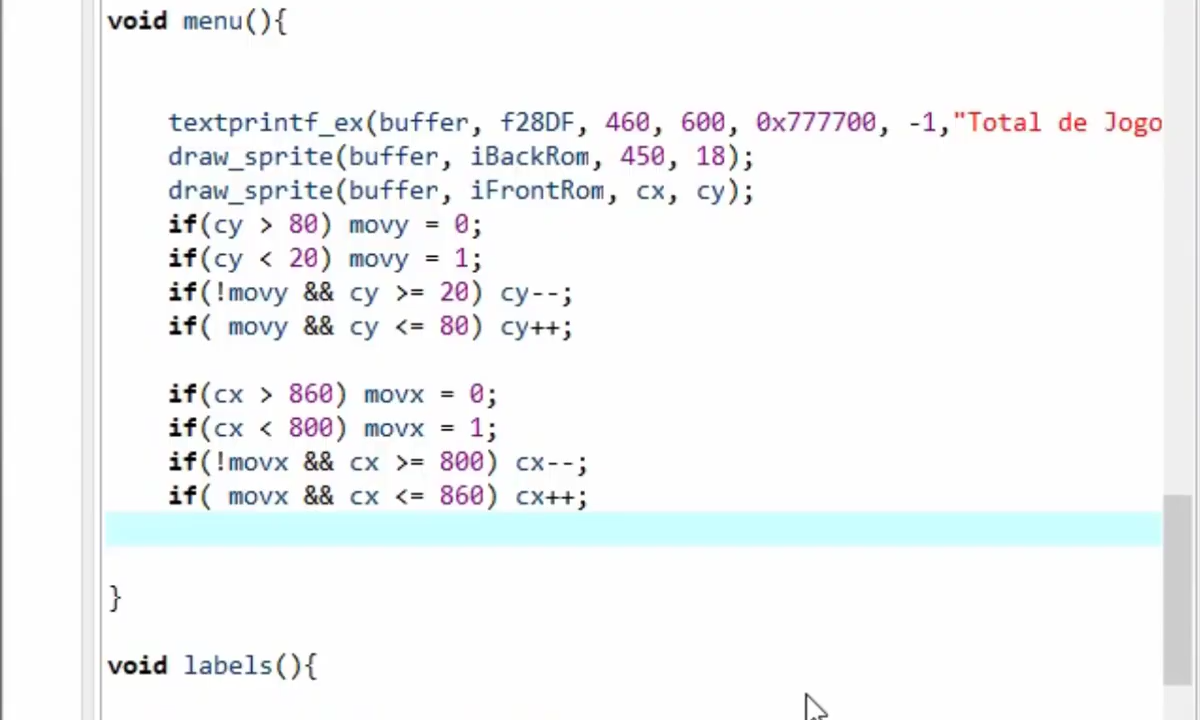 void menu(){
textprintf_ex(buffer, f28DF, 460, 600, 0x777700, -1,"Total de Jogo
draw_sprite(buffer, iBackRom, 450, 18);
draw_sprite(buffer, iFrontRom, cx, cy);
if(cy > 80) movy = 0;
if(cy < 20) movy = 1;
if(!movy && cy >= 20) cy--;
if( movy && cy <= 80) cy++;
if(cx > 860) movx = 0;
if(cx < 800) movx = 1;
if(!movx && cx >= 800) cx--;
if( movx && cx <= 860) cx++;
}
void labels(){